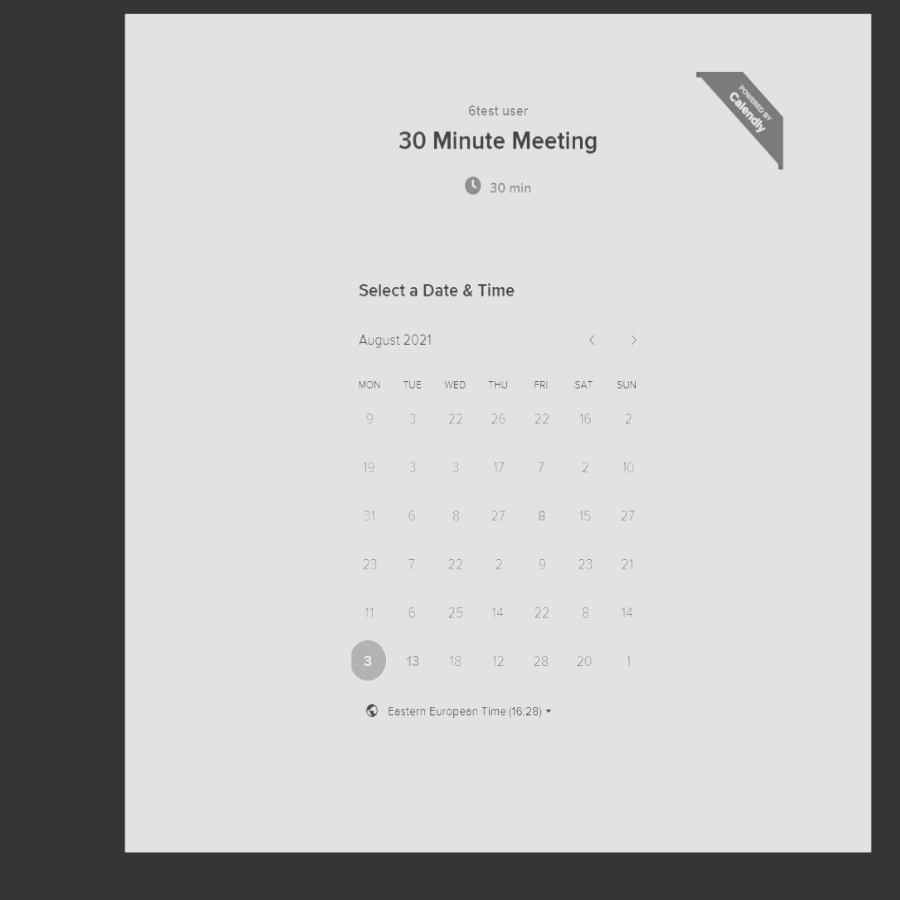 POWERED BY
Calendly
6test user
30 Minute Meeting
30 min
Select a Date & Time
August 2021
MON TUE WED THU FRI SAT SUN
9 3 22 26 22 16 2
19 3 3 17 7 2 10
31 6 8 27 8 15 27
23 7 22 2 9 23 21
11 6 25 14 22 8 14
3 13 18 12 28 20 1
Eastern European Time (16:28)